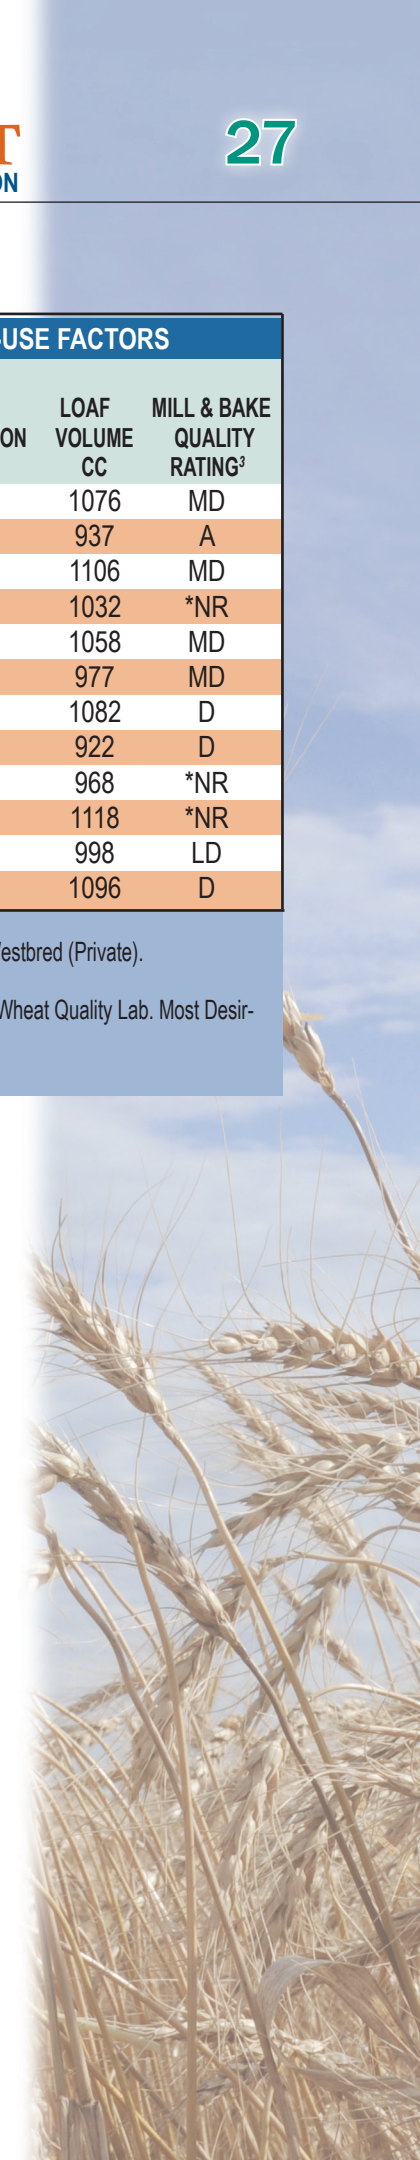 T
27
ON
-USE FACTORS
LOAF MILL & BAKE
ON VOLUME QUALITY
CC RATING³
1076 MD
937 A
1106 MD
1032 *NR
1058 MD
977 MD
1082 D
922 D
968 *NR
1118 *NR
998 LD
1096 D
Westbred (Private).
Wheat Quality Lab. Most Desir-